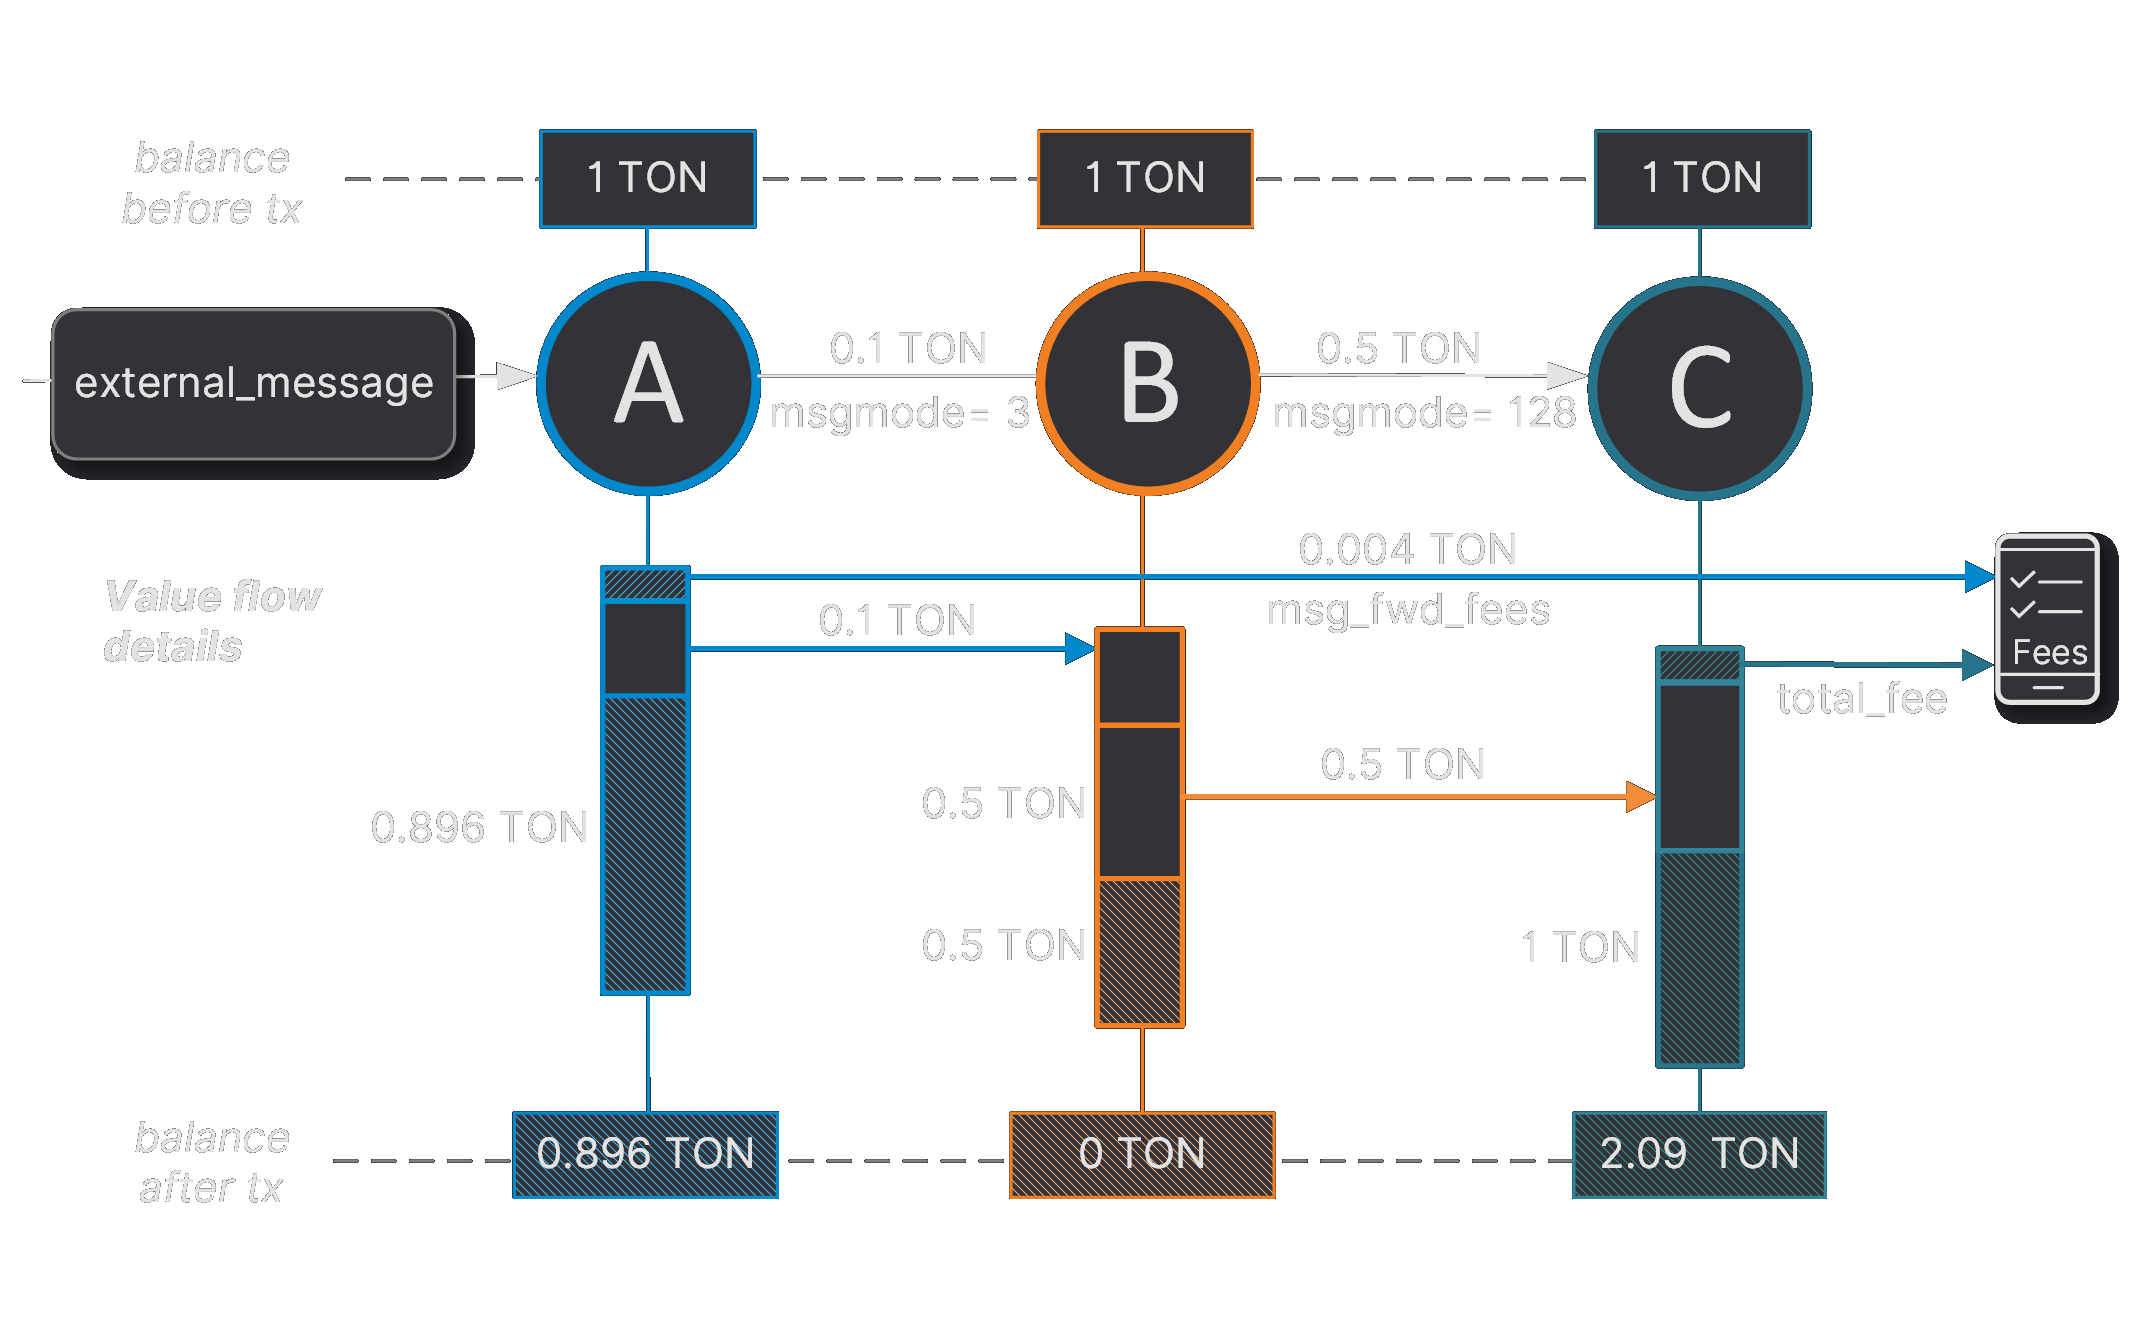 balance
before tx
1 TON
1 TON
1 TON
external_message
A
0.1 TON
msgmode= 3
B
0.5 TON
msgmode= 128
C
Value flow
details
0.004 TON
msg_fwd_fees
0.1 TON
Fees
total_fee
0.5 TON
0.896 TON
0.5 TON
0.5 TON
1 TON
balance
after tx
0.896 TON
0 TON
2.09 TON